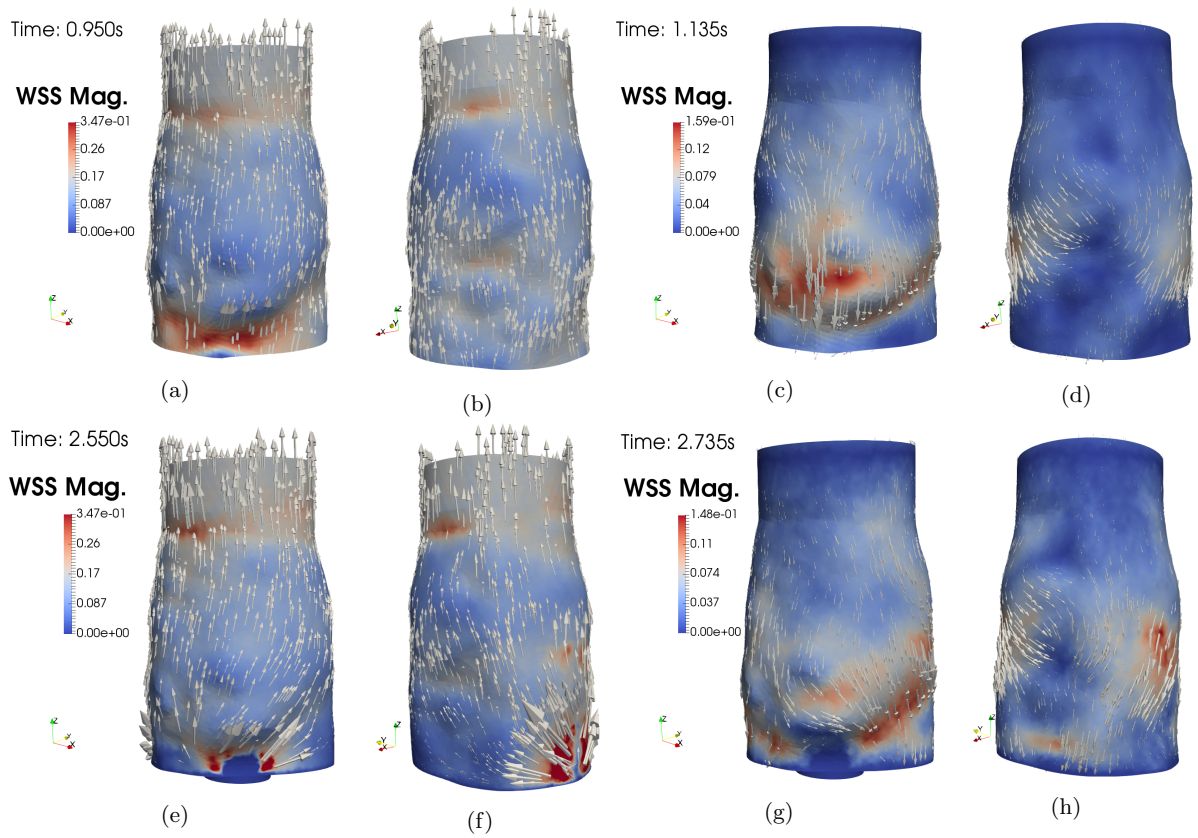 Time: 0.950s
WSS Mag.
3.47e-01
0.26
0.17
0.087
0.00e+00
Z
Y
X
(a)
Z
Y
X
(b)
Time: 1.135s
WSS Mag.
1.59e-01
0.12
0.079
0.04
0.00e+00
Z
Y
X
(c)
Z
Y
X
(d)
Time: 2.550s
WSS Mag.
3.47e-01
0.26
0.17
0.087
0.00e+00
Z
Y
X
(e)
Z
Y
X
(f)
Time: 2.735s
WSS Mag.
1.48e-01
0.11
0.074
0.037
0.00e+00
Z
Y
X
(g)
Z
Y
X
(h)